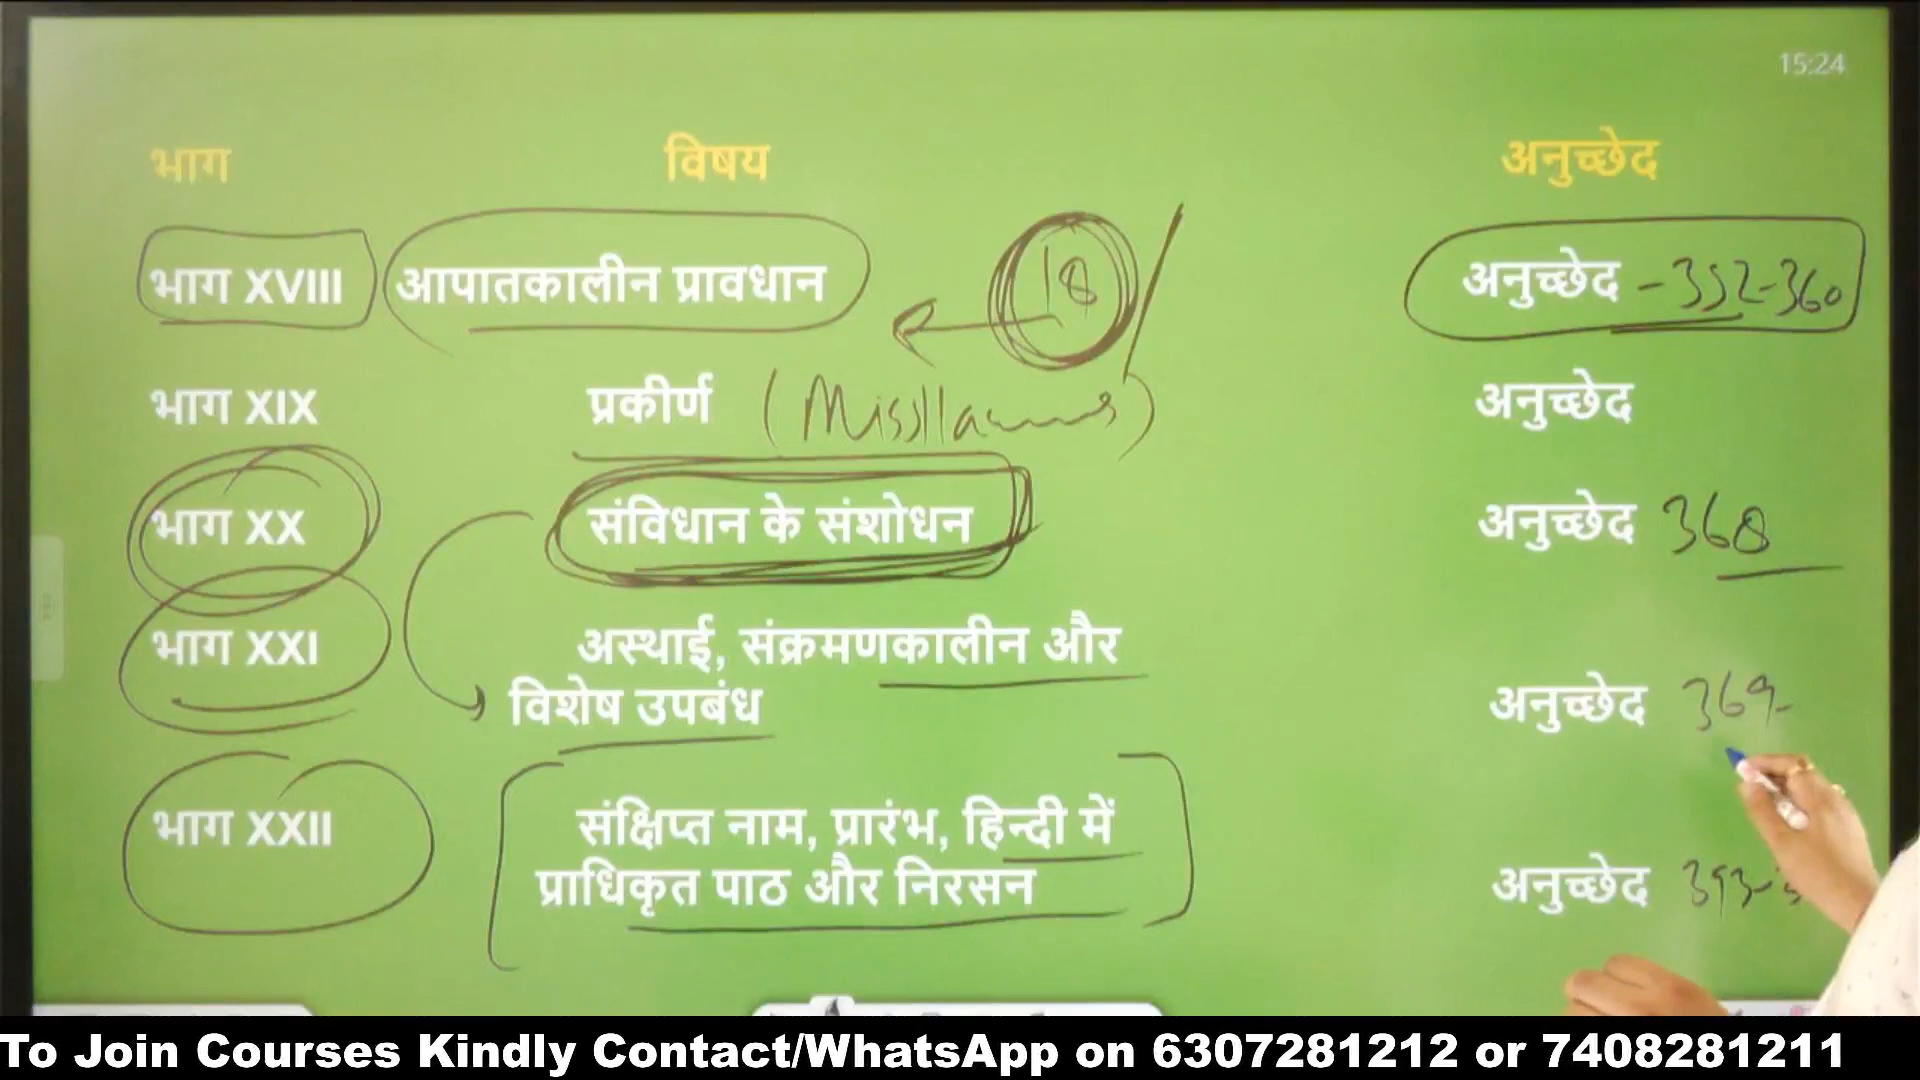 15:24
भाग विषय अनुच्छेद
भाग XVIII आपातकालीन प्रावधान 18 अनुच्छेद - 352-360
भाग XIX प्रकीर्ण अनुच्छेद
भाग XX संविधान के संशोधन अनुच्छेद 368
भाग XXI अस्थाई, संक्रमणकालीन और
विशेष उपबंध अनुच्छेद 369-
भाग XXII संक्षिप्त नाम, प्रारंभ, हिन्दी में
प्राधिकृत पाठ और निरसन अनुच्छेद 393-
To Join Courses Kindly Contact/WhatsApp on 6307281212 or 7408281211